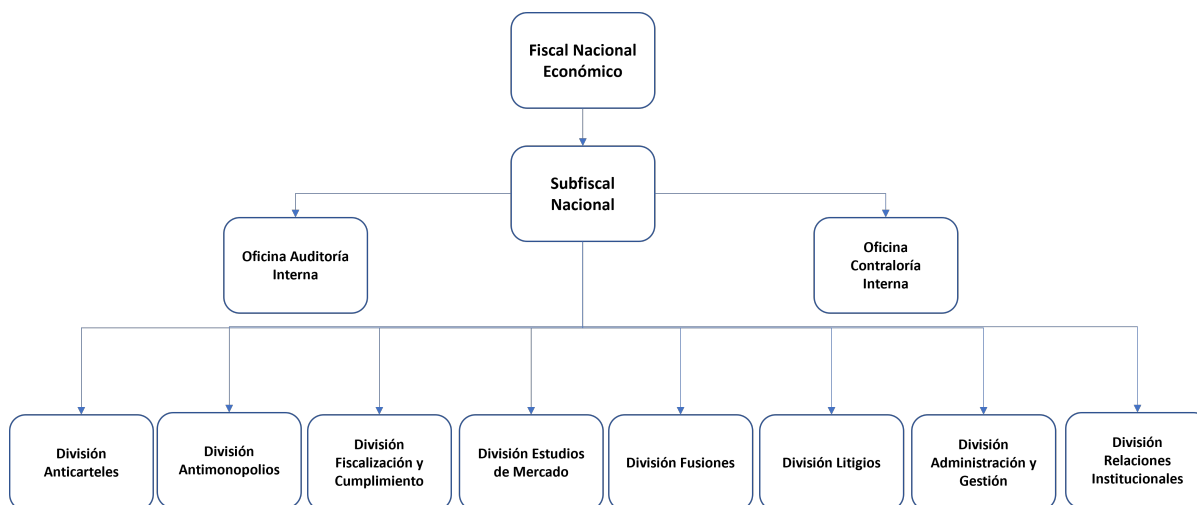 Fiscal Nacional
Económico
Subfiscal
Nacional
Oficina Auditoría
Interna
Oficina
Contraloría
Interna
División
Anticarteles
División
Antimonopolios
División
Fiscalización y
Cumplimiento
División Estudios
de Mercado
División Fusiones
División Litigios
División
Administración y
Gestión
División
Relaciones
Institucionales